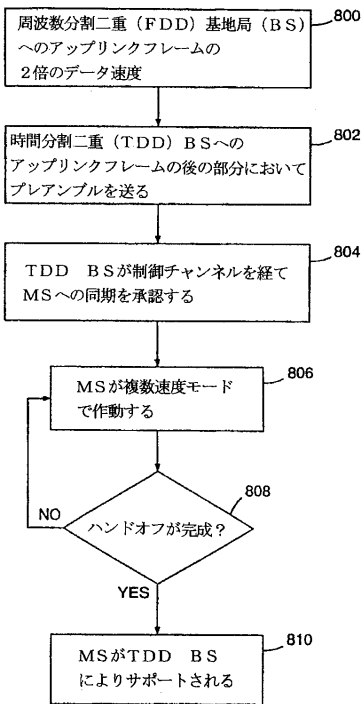 周波数分割二重(FDD)基地局(BS)
へのアップリンクフレームの
2倍のデータ速度
800
時間分割二重(TDD)BSへの
アップリンクフレームの後の部分において
プレアンブルを送る
802
TDD BSが制御チャンネルを経て
MSへの同期を承認する
804
MSが複数速度モード
で作動する
806
ハンドオフが完成?
808
NO
YES
MSがTDD BS
によりサポートされる
810